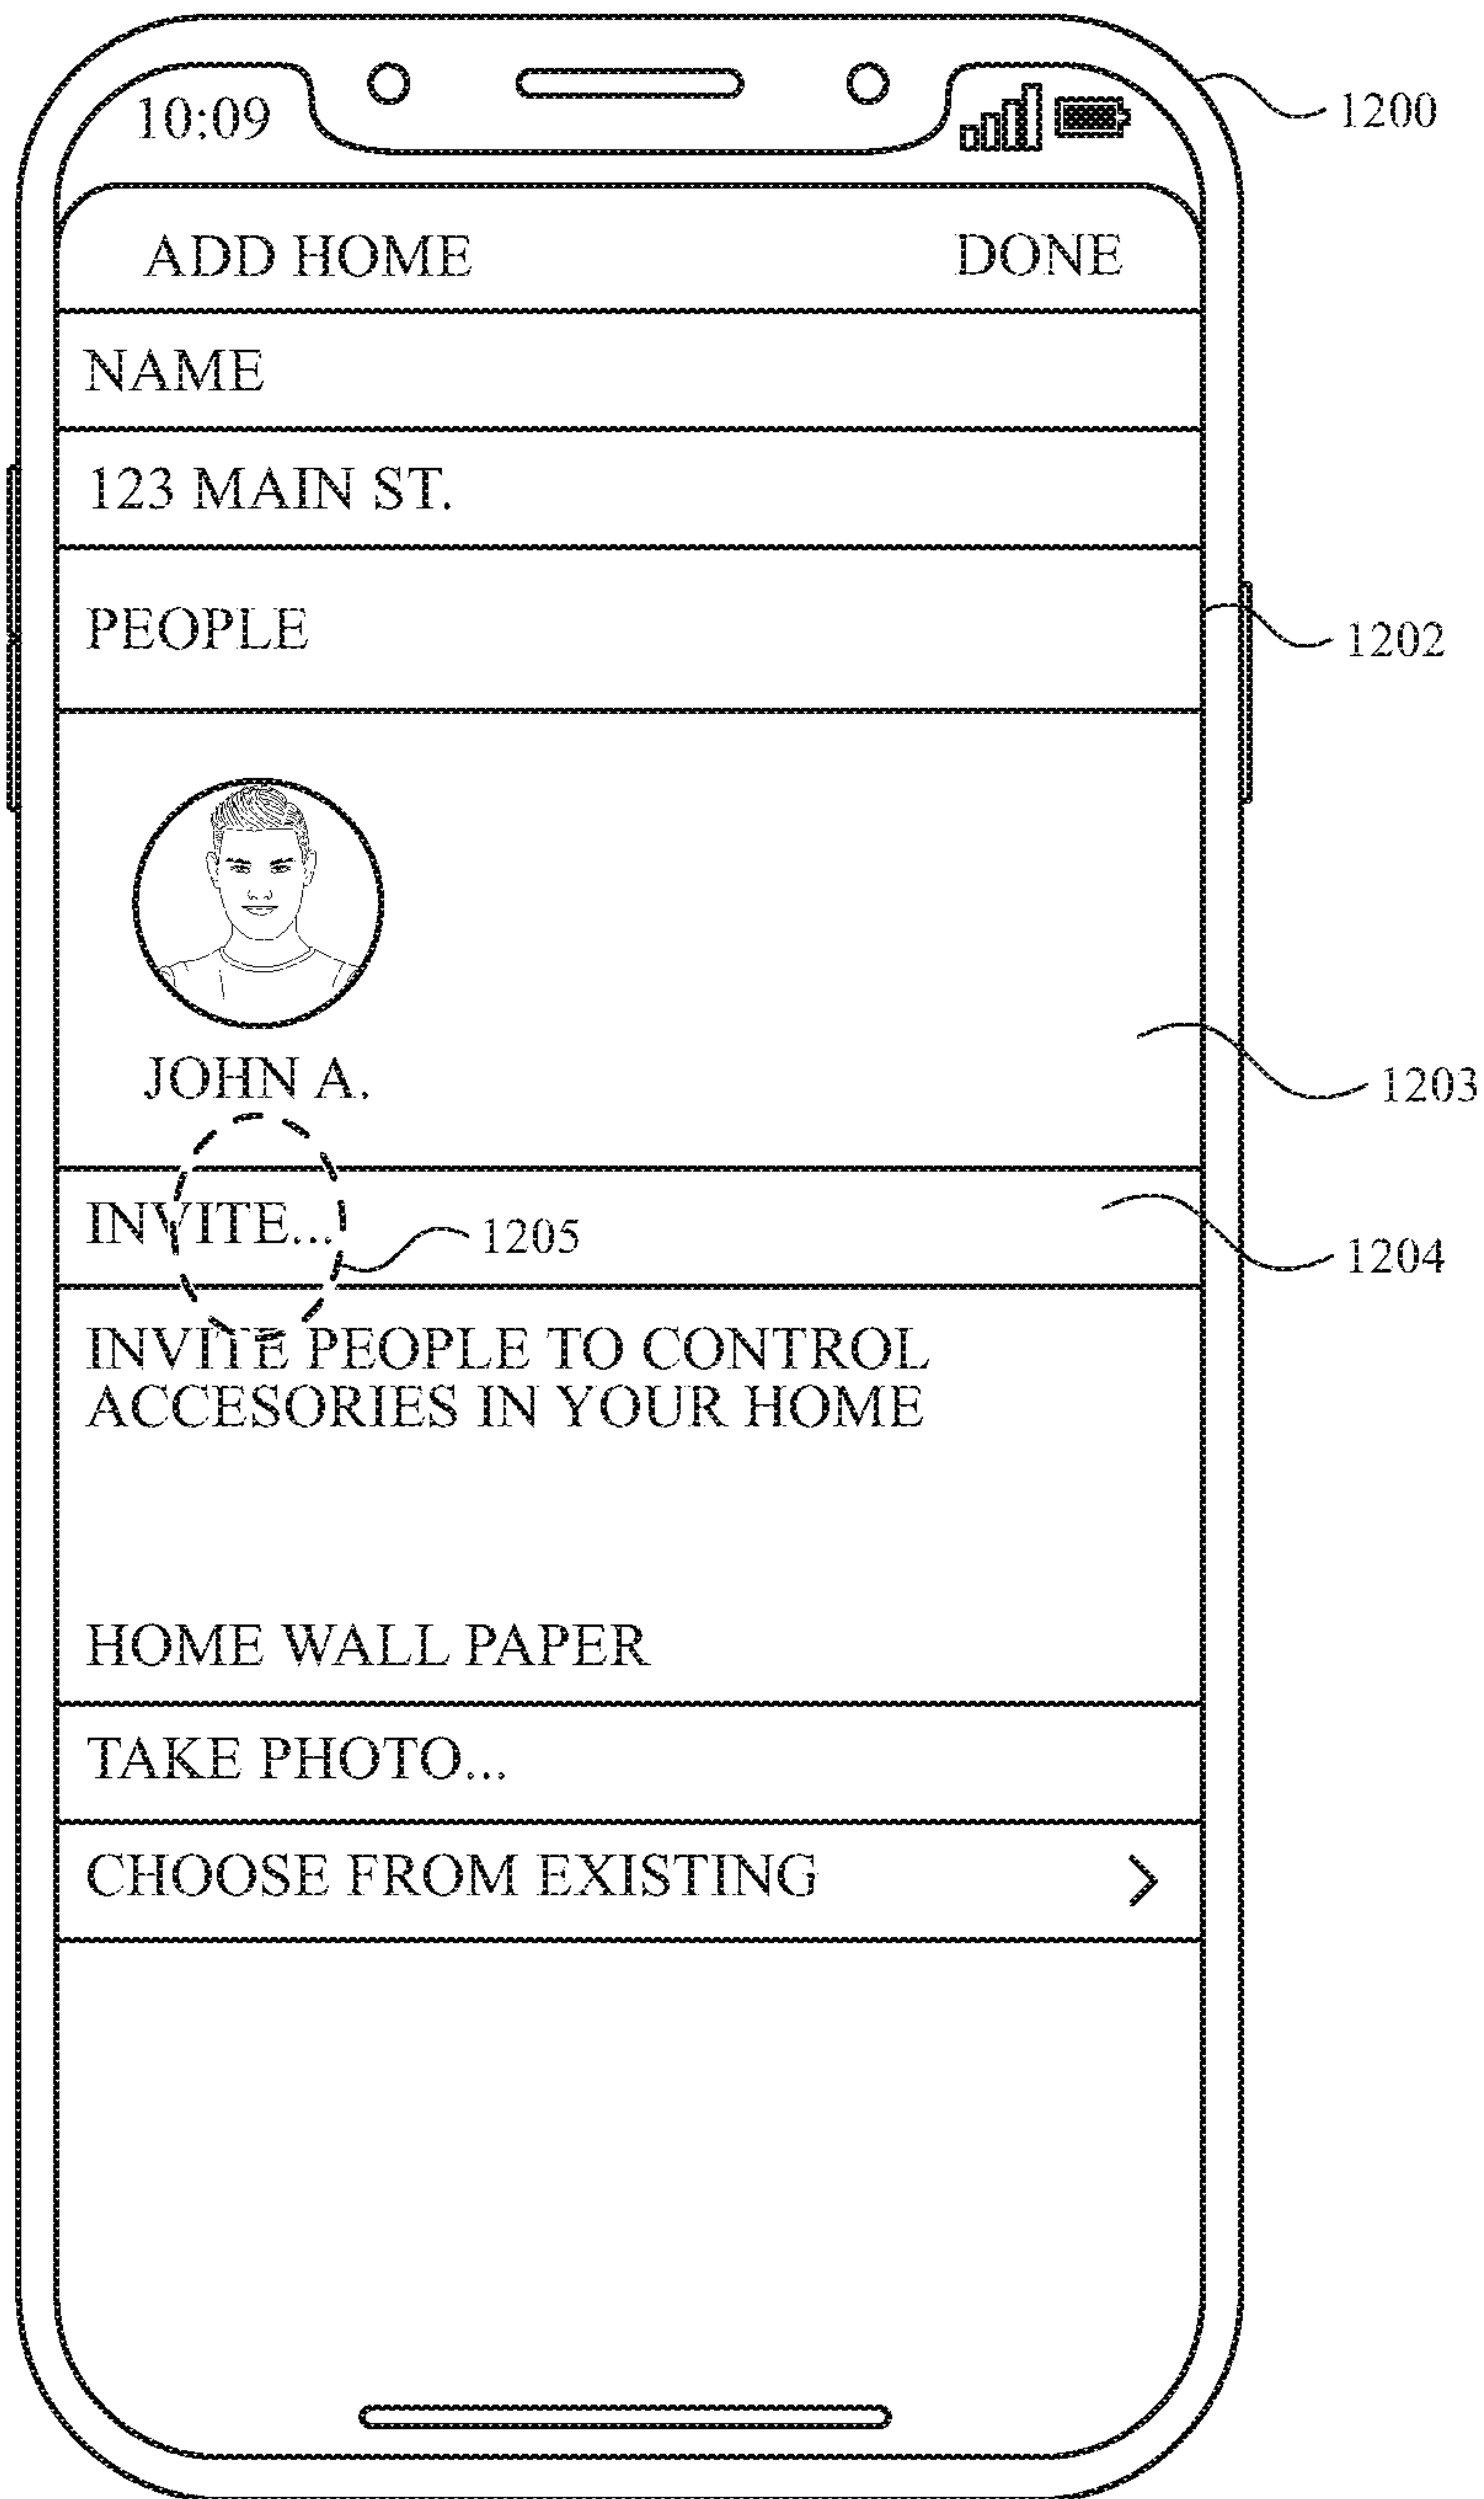 10:09
1200
ADD HOME DONE
NAME
123 MAIN ST.
PEOPLE
1202
JOHN A.
1203
INVITE...
1205
1204
INVITE PEOPLE TO CONTROL
ACCESORIES IN YOUR HOME
HOME WALL PAPER
TAKE PHOTO...
CHOOSE FROM EXISTING